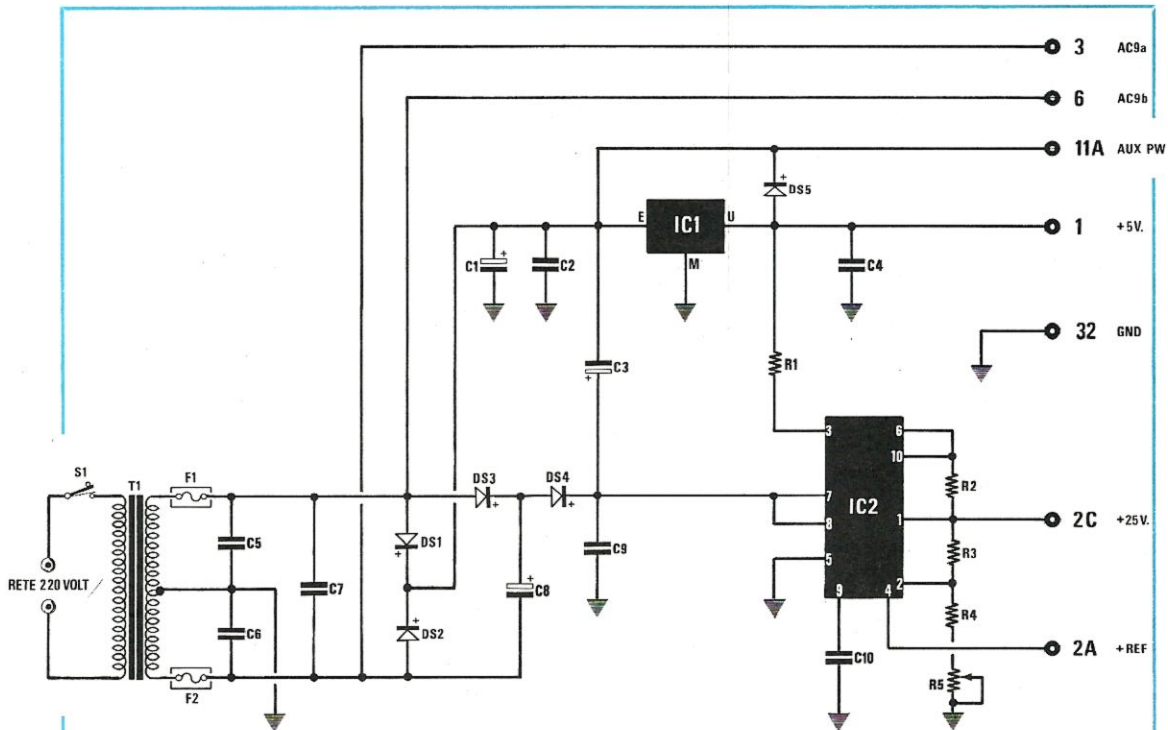 3 AC9a
6 AC9b
11A AUX PW
+
DS5
E IC1 U
1 +5V.
M
C1 +
C2
C4
32 GND
C3
+
R1
S1
T1
F1
DS3
+
DS4
+
3 6
10
R2
7
IC2
1
2C +25V.
8
C5
DS1
+
C7
+
C8
C9
5
R3
RETE 220 VOLT
+
DS2
9 4 2
R4
C6
C10
2A +REF
F2
R5